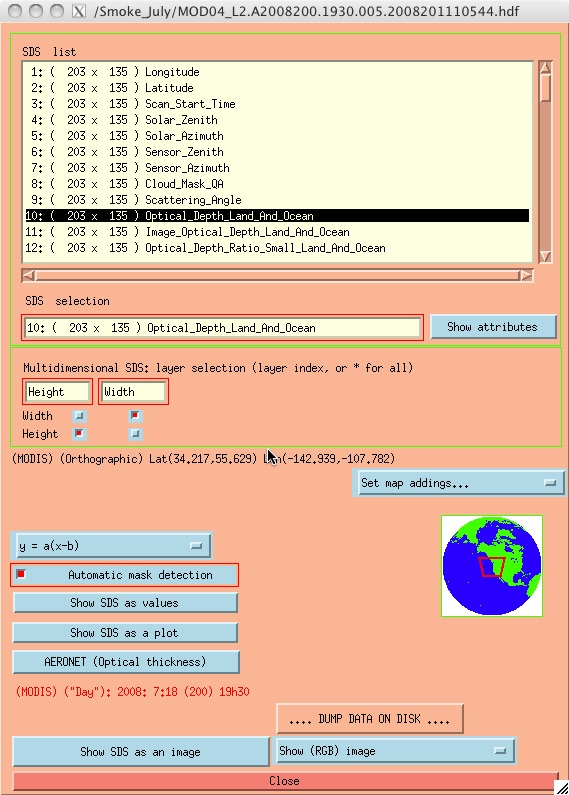 /Smoke_July/MOD04_L2.A2008200.1930.005.2008201110544.hdf
SDS list
1: ( 203 x 135 ) Longitude
2: ( 203 x 135 ) Latitude
3: ( 203 x 135 ) Scan_Start_Time
4: ( 203 x 135 ) Solar_Zenith
5: ( 203 x 135 ) Solar_Azimuth
6: ( 203 x 135 ) Sensor_Zenith
7: ( 203 x 135 ) Sensor_Azimuth
8: ( 203 x 135 ) Cloud_Mask_QA
9: ( 203 x 135 ) Scattering_Angle
10: ( 203 x 135 ) Optical_Depth_Land_And_Ocean
11: ( 203 x 135 ) Image_Optical_Depth_Land_And_Ocean
12: ( 203 x 135 ) Optical_Depth_Ratio_Small_Land_And_Ocean
SDS selection
10: ( 203 x 135 ) Optical_Depth_Land_And_Ocean
Show attributes
Multidimensional SDS: layer selection (layer index, or * for all)
Height Width
Width
Height
(MODIS) (Orthographic) Lat(34.217,55.629) Lon(-142.939,-107.782)
Set map addings...
y = a(x-b)
Automatic mask detection
Show SDS as values
Show SDS as a plot
AERONET (Optical thickness)
(MODIS) ("Day"): 2008: 7:18 (200) 19h30
.... DUMP DATA ON DISK ....
Show SDS as an image
Show (RGB) image
Close